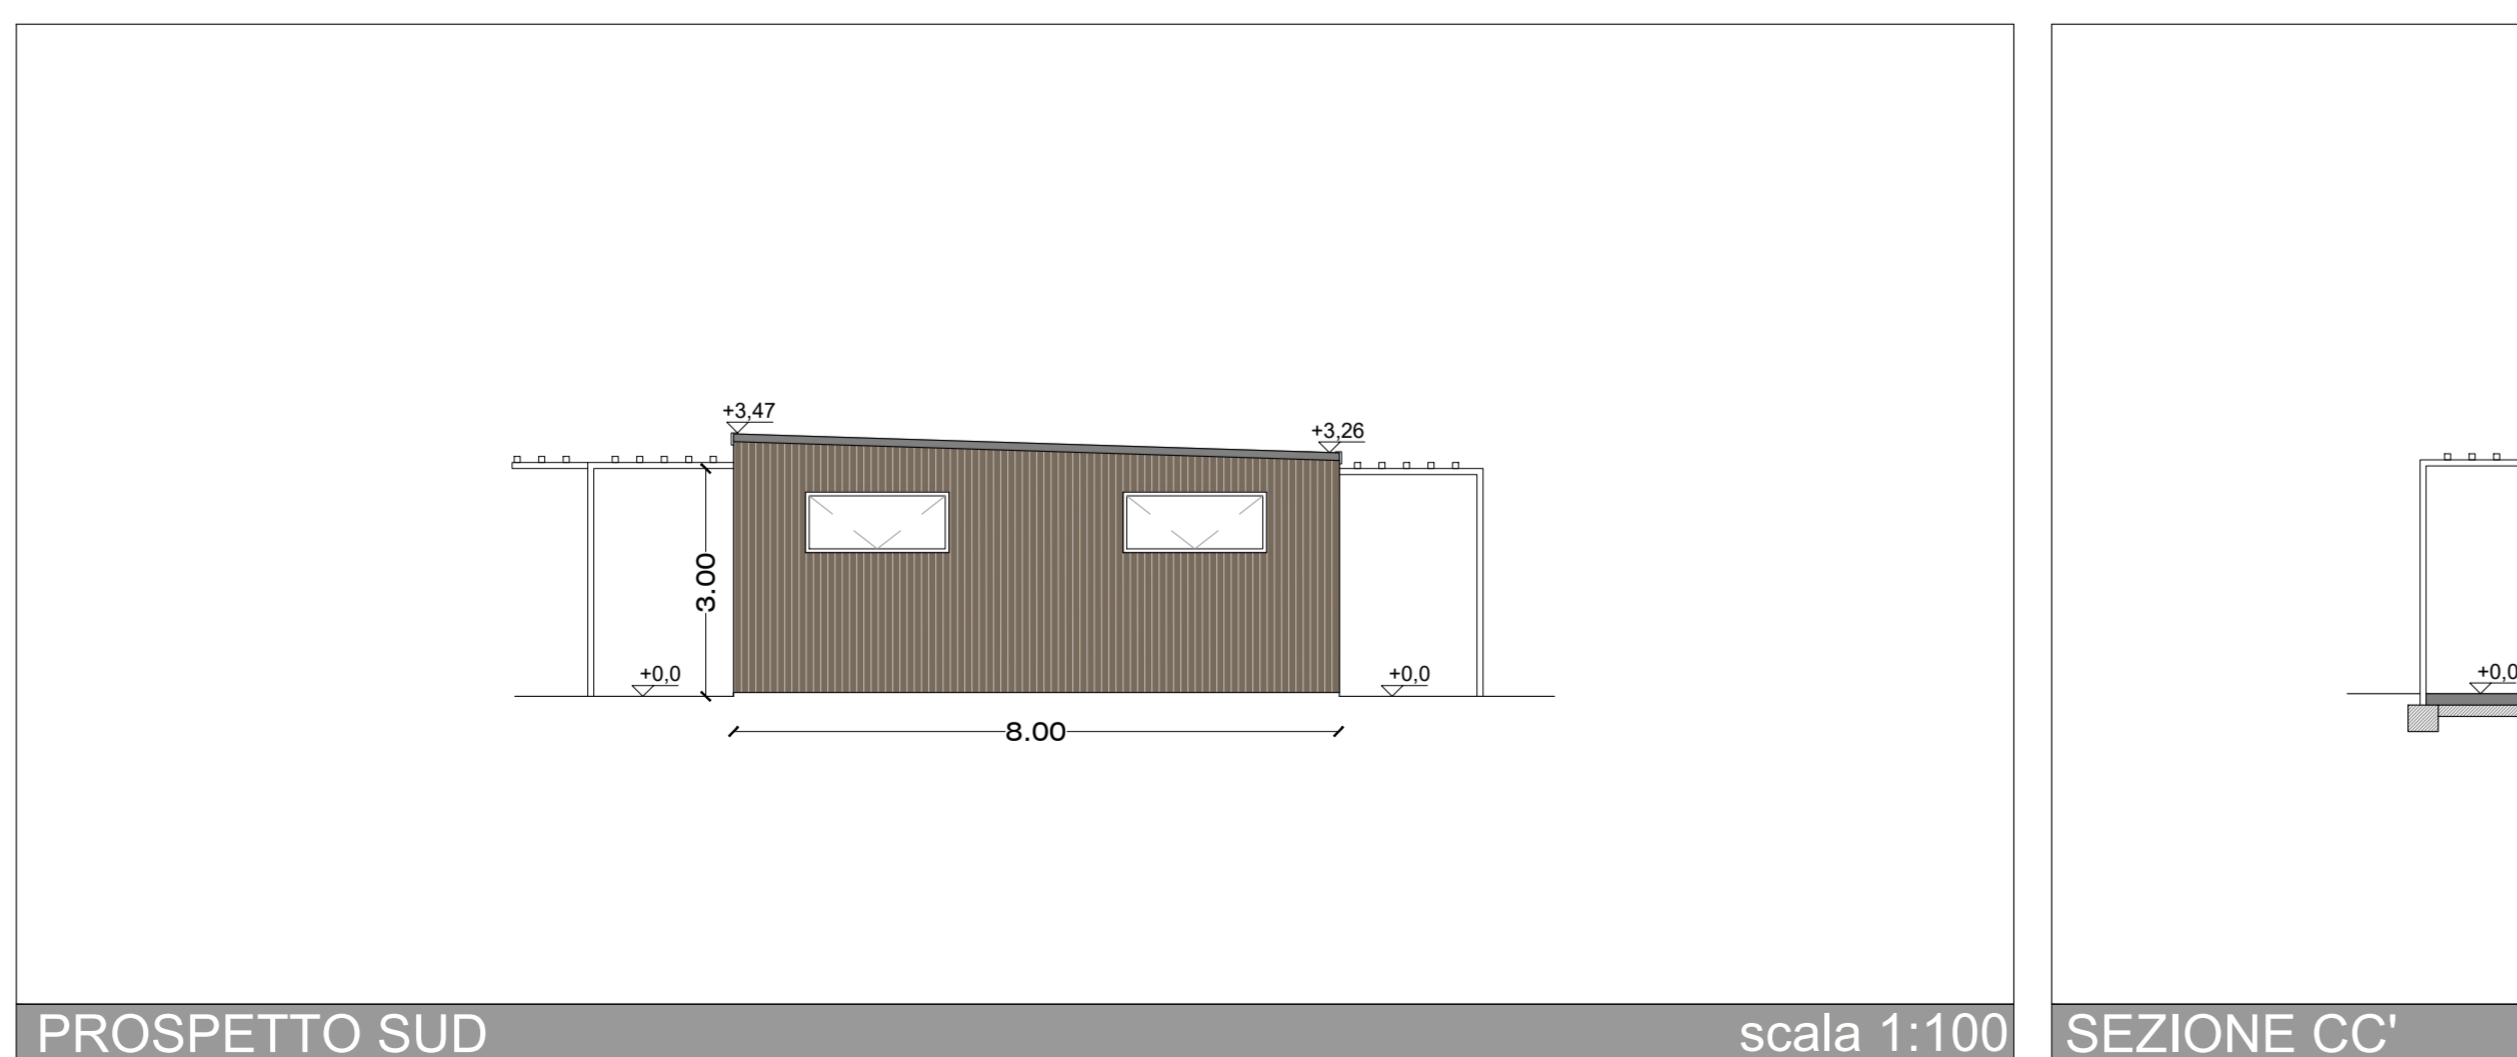 +3,47
+3,26
3.00
+0,0
+0,0
8.00
PROSPETTO SUD
scala 1:100
+0,0
SEZIONE CC'